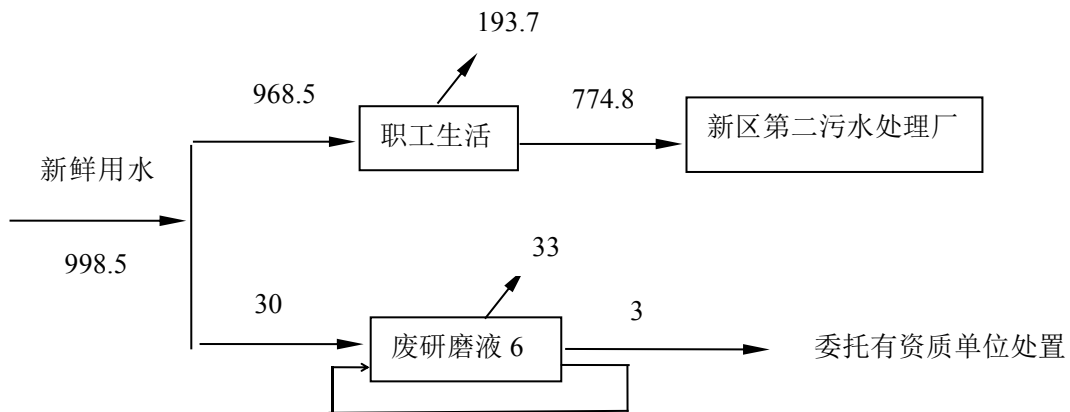 193.7
968.5
774.8
职工生活
新区第二污水处理厂
新鲜用水
998.5
33
30
3
废研磨液 6
委托有资质单位处置